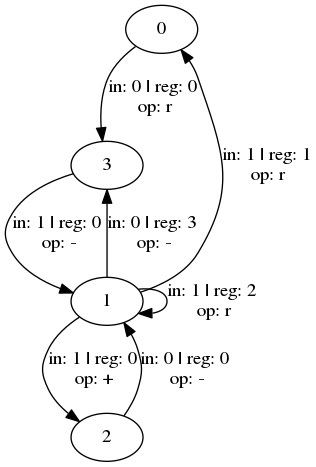 0
in: 0 | reg: 0
op: r
3
in: 1 | reg: 1
op: r
in: 1 | reg: 0
op: -
in: 0 | reg: 3
op: -
1
in: 1 | reg: 2
op: r
in: 1 | reg: 0
op: +
in: 0 | reg: 0
op: -
2